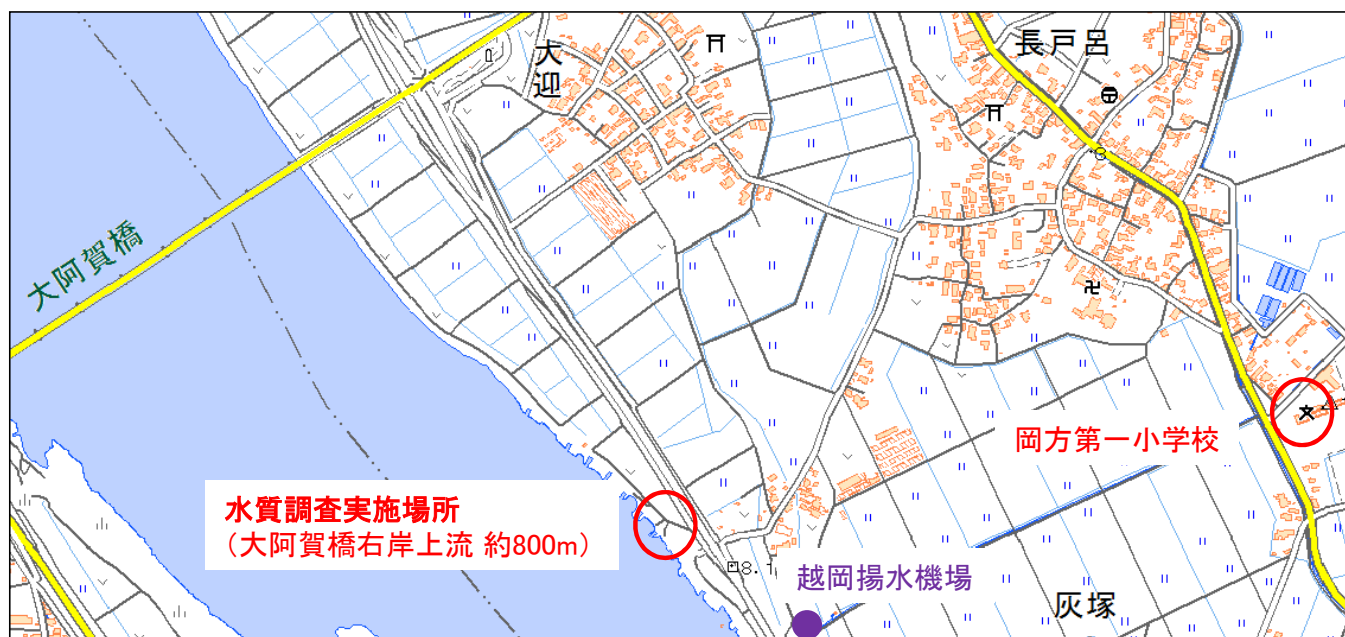 大迎
長戸呂
8
大阿賀橋
岡方第一小学校
水質調査実施場所
（大阿賀橋右岸上流 約800m）
8.1
越岡揚水機場
灰塚